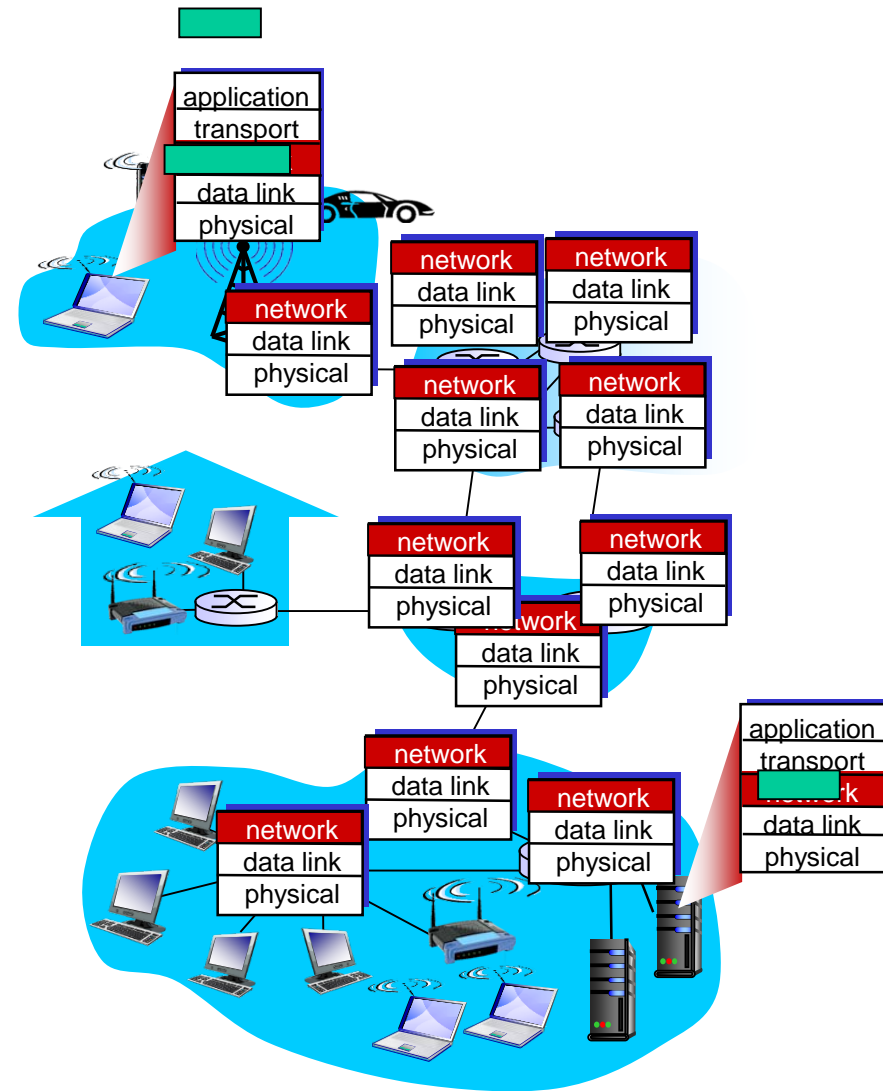 application
transport
data link
physical
network
data link
physical
network
data link
physical
network
data link
physical
network
data link
physical
network
data link
physical
network
data link
physical
network
data link
physical
network
data link
physical
application
transport
network
data link
physical
network
data link
physical
network
data link
physical
network
data link
physical